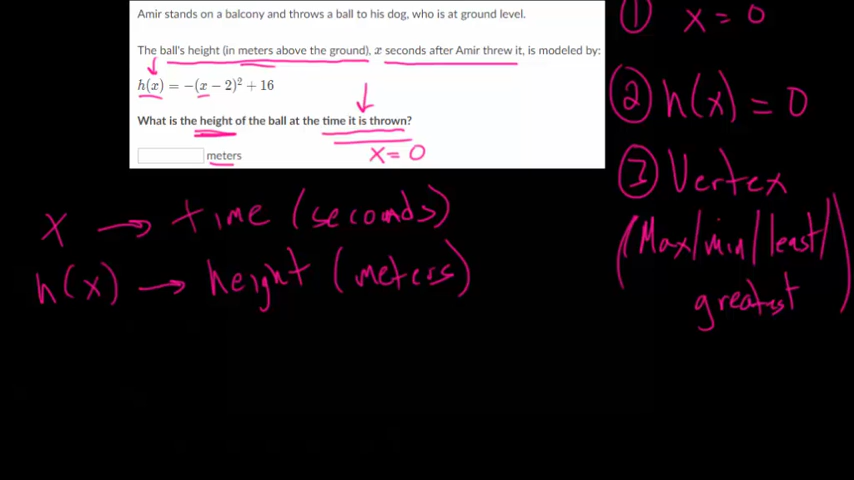 Amir stands on a balcony and throws a ball to his dog, who is at ground level.
The ball's height (in meters above the ground), x seconds after Amir threw it, is modeled by:
h(x) = −(x − 2)² + 16
What is the height of the ball at the time it is thrown?
x = 0
meters
x → time (seconds)
h(x) → height (meters)
① x = 0
② h(x) = 0
③ Vertex
(Max/min/least/
greatest)